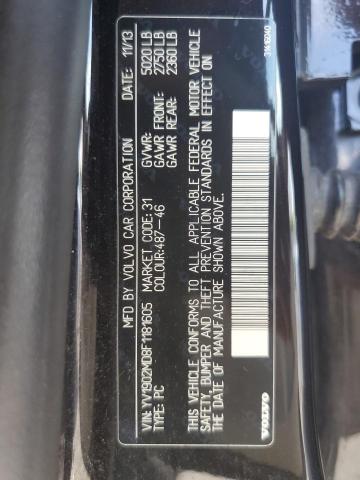 MFD BY VOLVO CAR CORPORATION 11/13
GVWR: 5020 LB
GAWR FRONT: 2750 LB
GAWR REAR: 2360 LB
VIN: YV1902MD8F1181605 MARKET CODE: 31
TYPE: PC COLOUR:487-46
THIS VEHICLE CONFORMS TO ALL APPLICABLE FEDERAL MOTOR VEHICLE
SAFETY, BUMPER AND THEFT PREVENTION STANDARDS IN EFFECT ON
THE DATE OF MANUFACTURE SHOWN ABOVE.
VOLVO 31416240